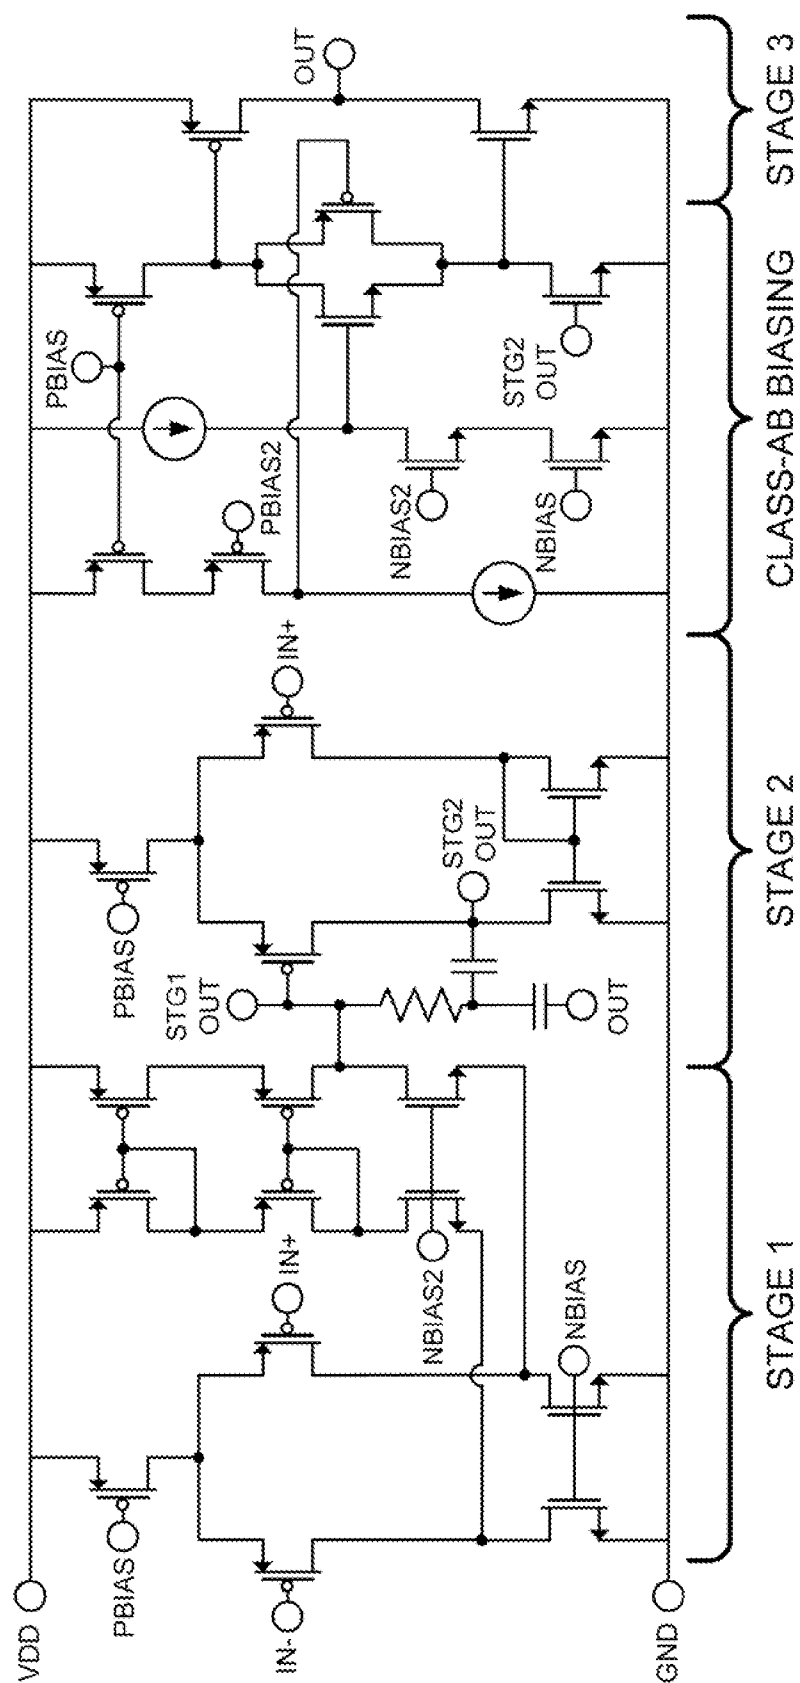 VDD
PBIAS
IN-
IN+
NBIAS2
NBIAS
GND
STAGE 1
STG1
OUT
OUT
PBIAS
STG2
OUT
IN+
STAGE 2
PBIAS
PBIAS2
NBIAS2
NBIAS
STG2
OUT
CLASS-AB BIASING
OUT
STAGE 3